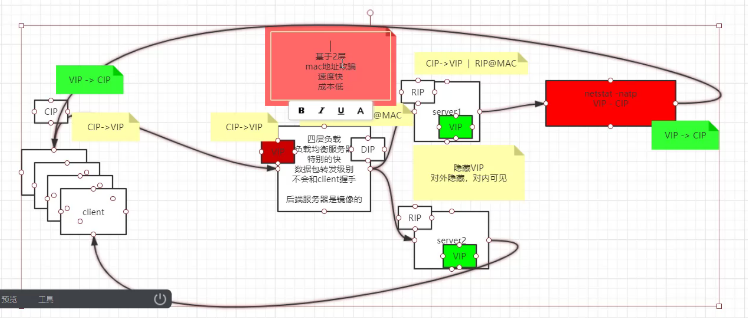 基于2层
mac地址欺骗
速度快
成本低
VIP -> CIP
CIP
CIP->VIP
client
CIP->VIP
B I U A
@MAC
四层负载
负载均衡服务器
特别的快
数据包转发级别
不会和client握手
后端服务器是镜像的
DIP
CIP->VIP | RIP@MAC
RIP
server1
VIP
VIP CIP
VIP -> CIP
隐藏VIP
对外隐藏，对内可见
RIP
server2
VIP
预览
工具